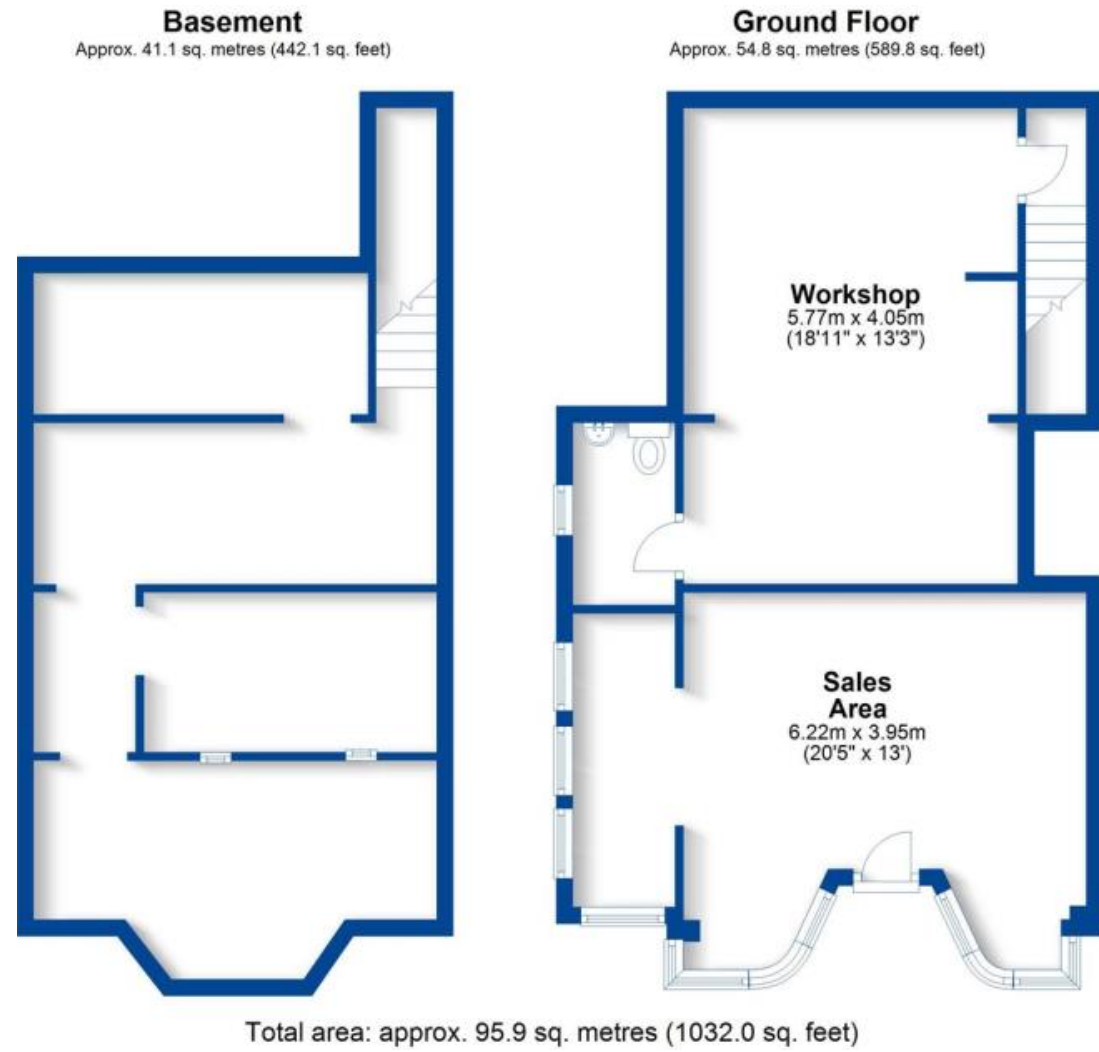 Basement
Approx. 41.1 sq. metres (442.1 sq. feet)
Ground Floor
Approx. 54.8 sq. metres (589.8 sq. feet)
Workshop
5.77m x 4.05m
(18'11" x 13'3")
Sales
Area
6.22m x 3.95m
(20'5" x 13')
Total area: approx. 95.9 sq. metres (1032.0 sq. feet)